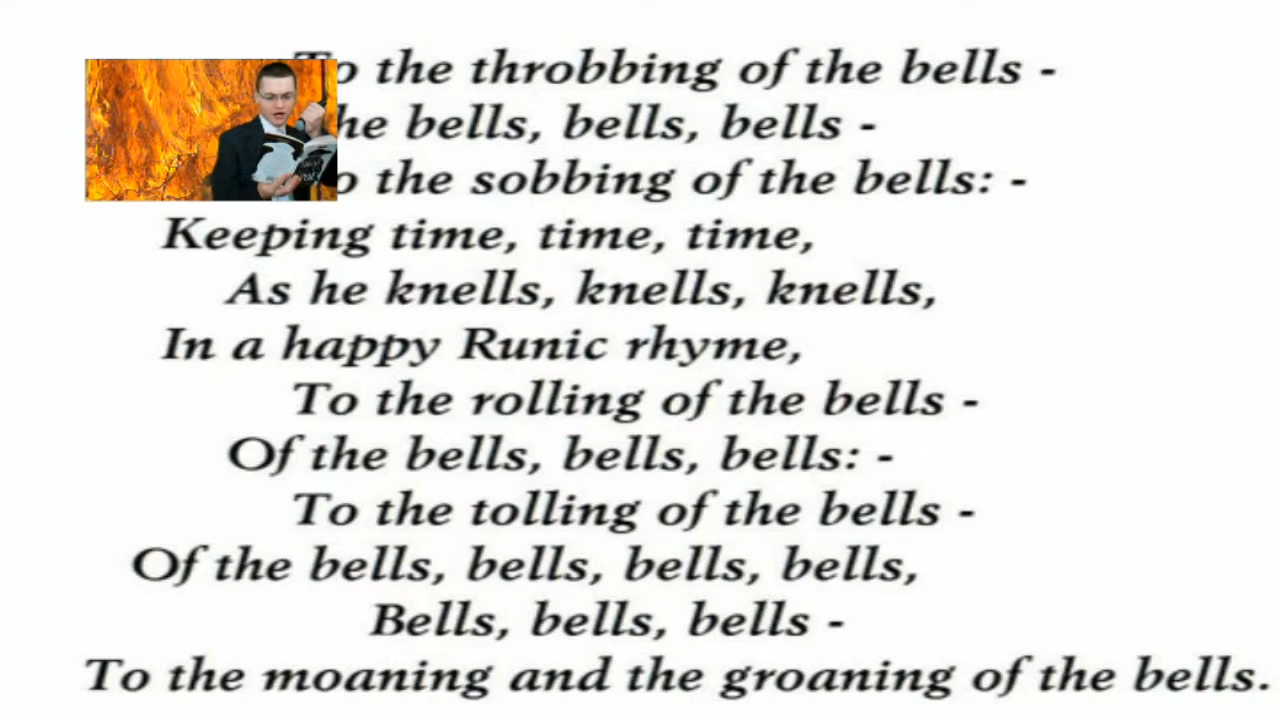 To the throbbing of the bells -
he bells, bells, bells -
o the sobbing of the bells: -
Keeping time, time, time,
As he knells, knells, knells,
In a happy Runic rhyme,
To the rolling of the bells -
Of the bells, bells, bells: -
To the tolling of the bells -
Of the bells, bells, bells, bells,
Bells, bells, bells -
To the moaning and the groaning of the bells.